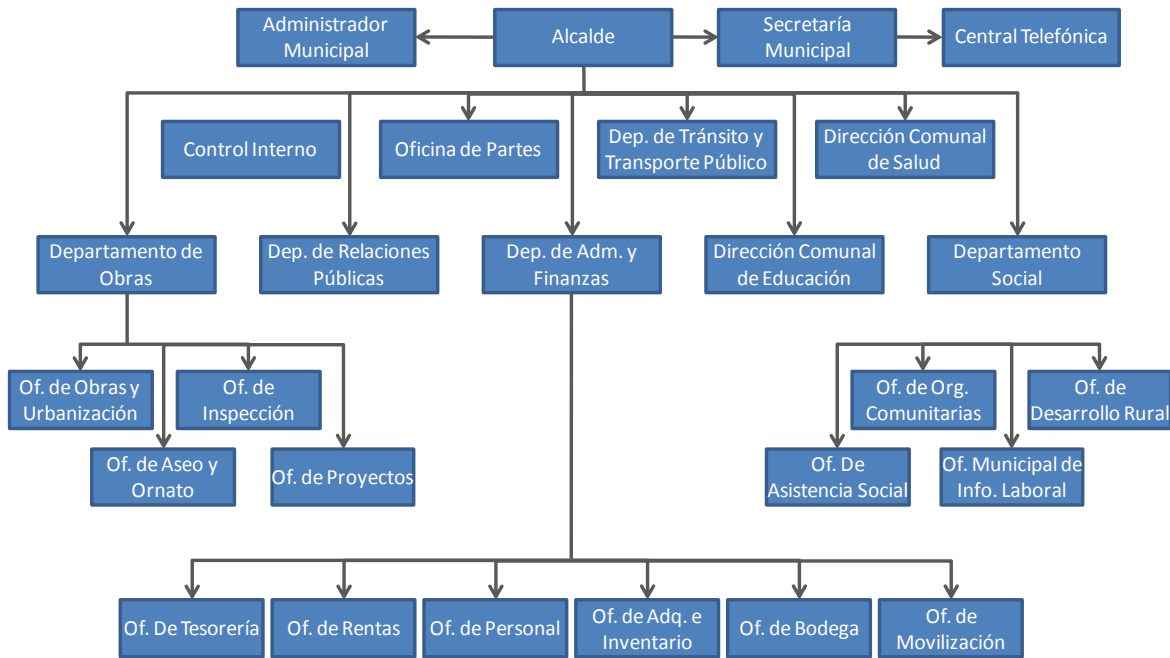 Administrador
Municipal
Alcalde
Secretaría
Municipal
Central Telefónica
Control Interno
Oficina de Partes
Dep. de Tránsito y
Transporte Público
Dirección Comunal
de Salud
Departamento de
Obras
Dep. de Relaciones
Públicas
Dep. de Adm. y
Finanzas
Dirección Comunal
de Educación
Departamento
Social
Of. de Obras y
Urbanización
Of. de
Inspección
Of. de Org.
Comunitarias
Of. de
Desarrollo Rural
Of. de Aseo y
Ornato
Of. de Proyectos
Of. De
Asistencia Social
Of. Municipal de
Info. Laboral
Of. De Tesorería
Of. de Rentas
Of. de Personal
Of. de Adq. e
Inventario
Of. de Bodega
Of. de
Movilización